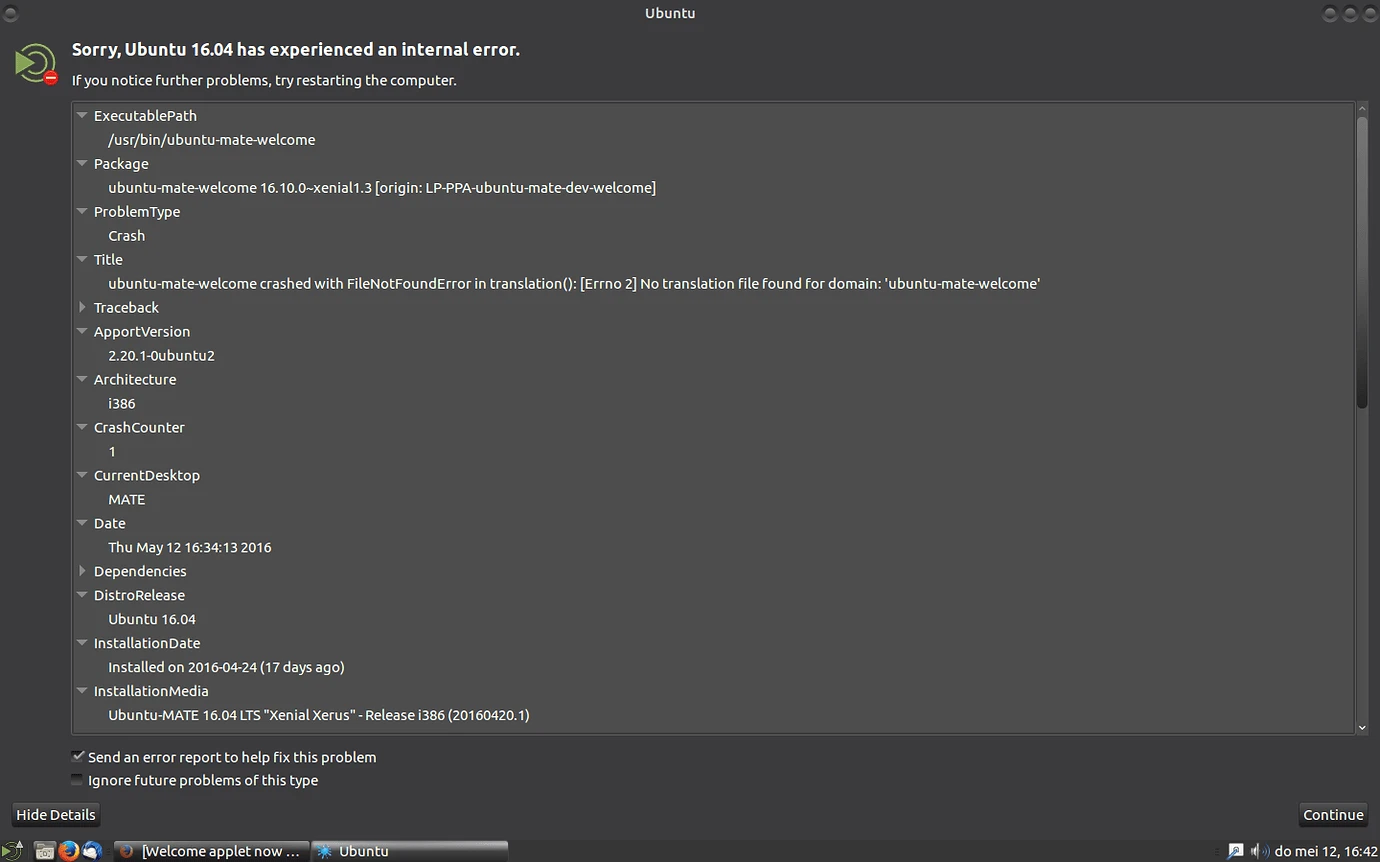 Ubuntu
Sorry, Ubuntu 16.04 has experienced an internal error.
If you notice further problems, try restarting the computer.
ExecutablePath
/usr/bin/ubuntu-mate-welcome
Package
ubuntu-mate-welcome 16.10.0~xenial1.3 [origin: LP-PPA-ubuntu-mate-dev-welcome]
ProblemType
Crash
Title
ubuntu-mate-welcome crashed with FileNotFoundError in translation(): [Errno 2] No translation file found for domain: 'ubuntu-mate-welcome'
Traceback
ApportVersion
2.20.1-0ubuntu2
Architecture
i386
CrashCounter
1
CurrentDesktop
MATE
Date
Thu May 12 16:34:13 2016
Dependencies
DistroRelease
Ubuntu 16.04
InstallationDate
Installed on 2016-04-24 (17 days ago)
InstallationMedia
Ubuntu-MATE 16.04 LTS "Xenial Xerus" - Release i386 (20160420.1)
Send an error report to help fix this problem
Ignore future problems of this type
Hide Details
Continue
[Welcome applet now ...
Ubuntu
do mei 12, 16:42